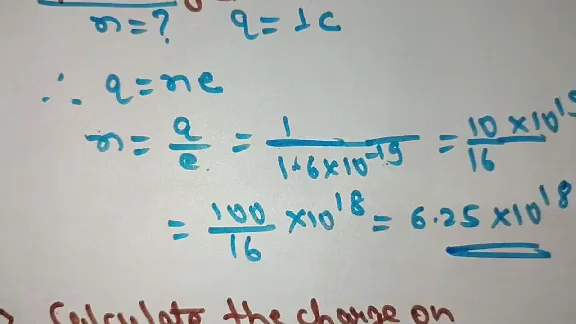 n = ? q = 1C
∴ q = ne
n = q/e = 1/1.6×10⁻¹⁹ = 10/16 ×10¹⁹
= 100/16 ×10¹⁸ = 6.25 ×10¹⁸
Calculate the charge on